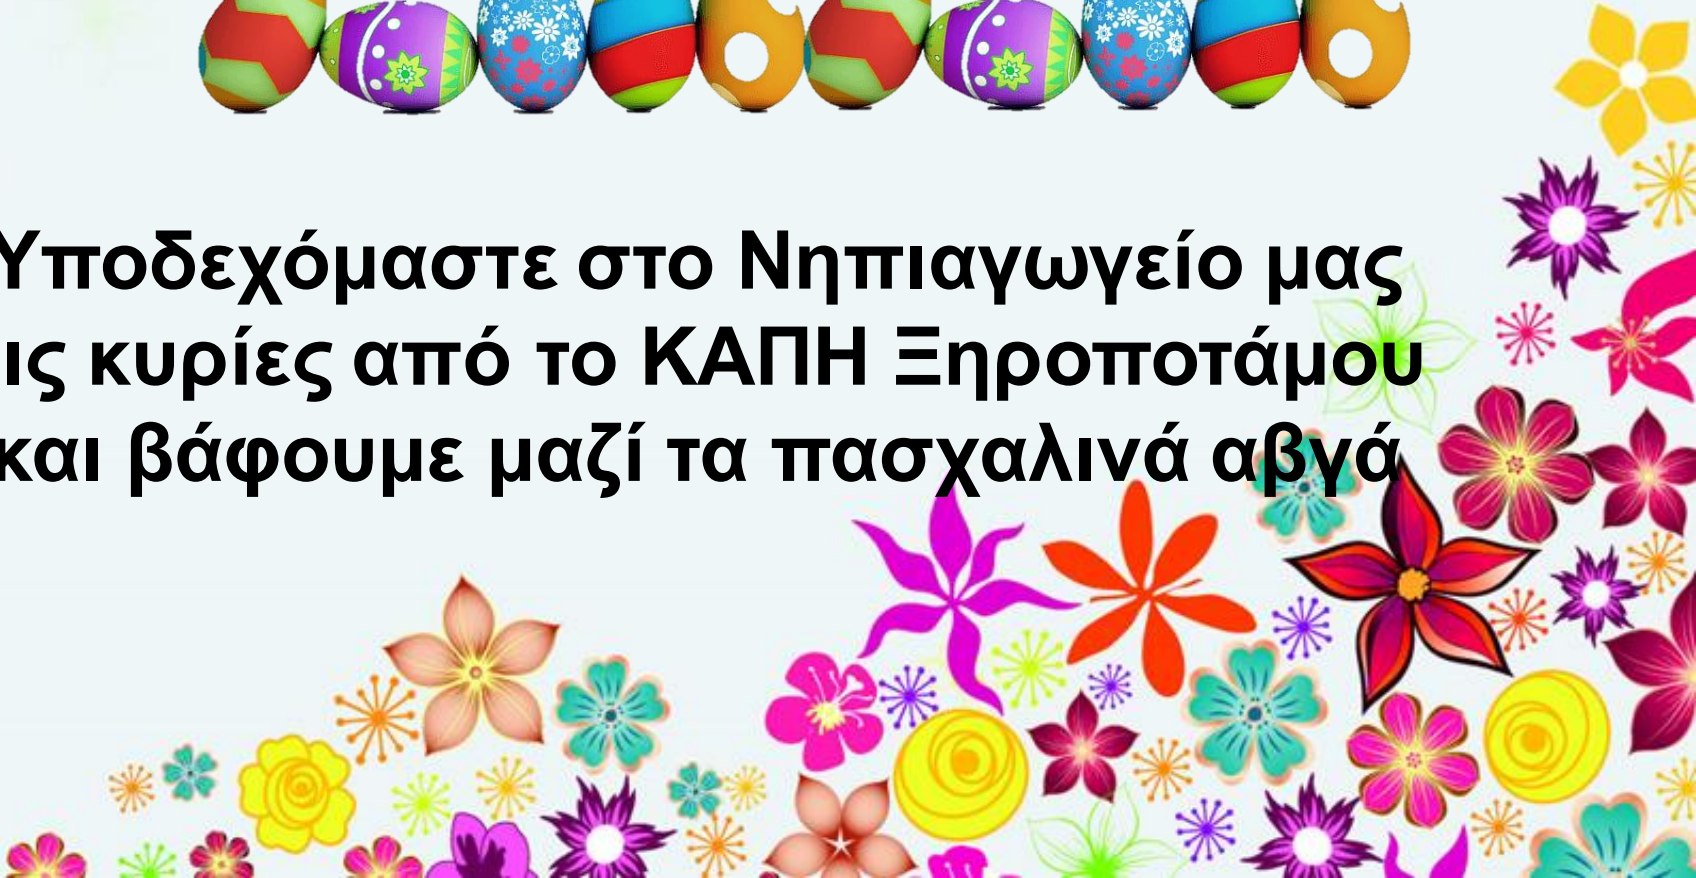 Υποδεχόμαστε στο Νηπιαγωγείο μας
ις κυρίες από το ΚΑΠΗ Ξηροποτάμου
και βάφουμε μαζί τα πασχαλινά αβγά